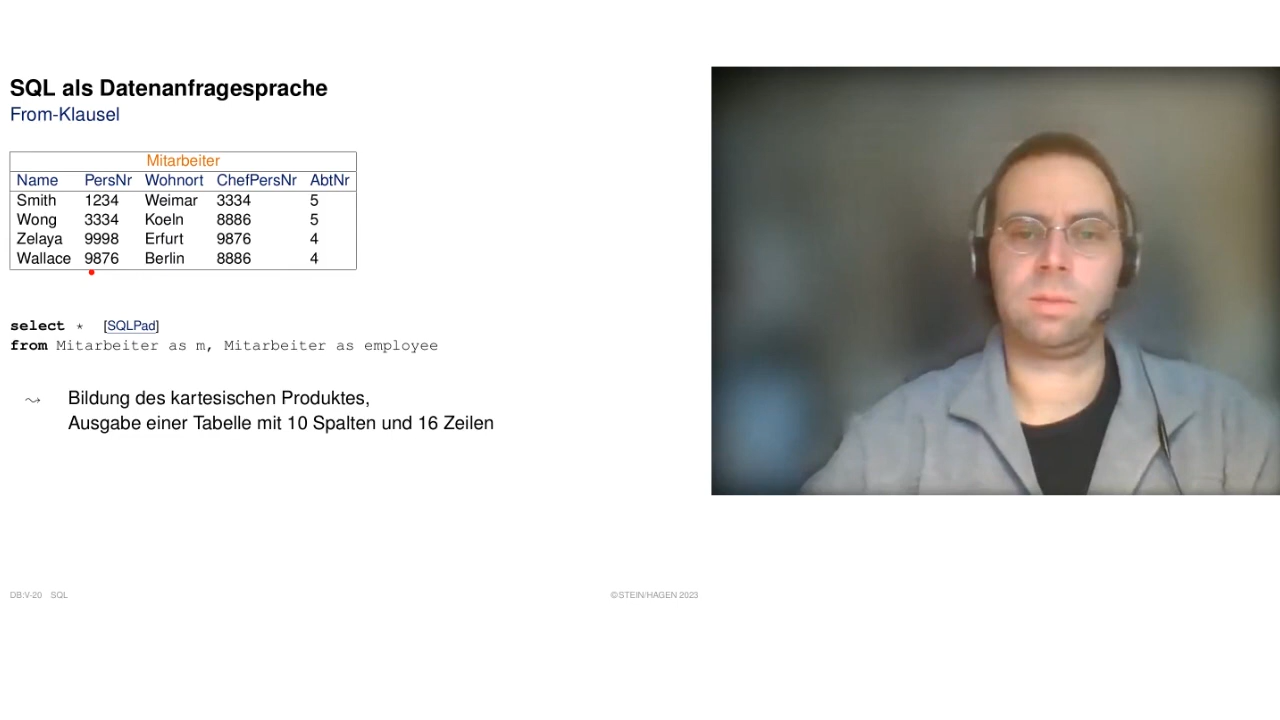 SQL als Datenanfragesprache
From-Klausel
Mitarbeiter
Name PersNr Wohnort ChefPersNr AbtNr
Smith 1234 Weimar 3334 5
Wong 3334 Koeln 8886 5
Zelaya 9998 Erfurt 9876 4
Wallace 9876 Berlin 8886 4
select * [SQLPad]
from Mitarbeiter as m, Mitarbeiter as employee
⤳ Bildung des kartesischen Produktes,
Ausgabe einer Tabelle mit 10 Spalten und 16 Zeilen
DB:V-20 SQL ©STEIN/HAGEN 2023